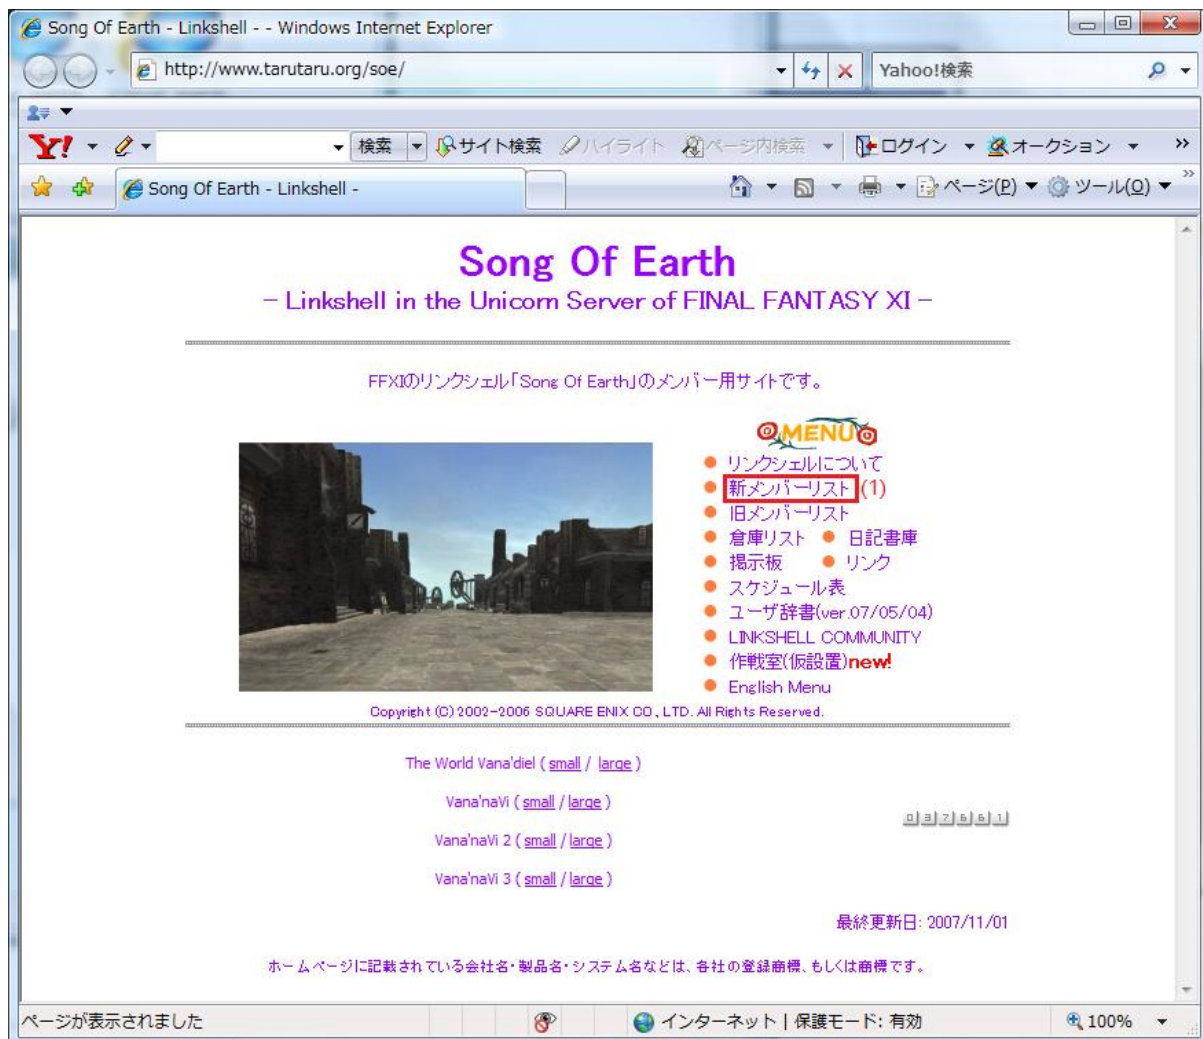 Song Of Earth - Linkshell - - Windows Internet Explorer
http://www.tarutaru.org/soe/
Yahoo!検索
Y!
検索
サイト検索
ハイライト
ページ内検索
ログイン
オークション
Song Of Earth - Linkshell -
ページ(P)
ツール(O)
Song Of Earth
- Linkshell in the Unicorn Server of FINAL FANTASY XI -
FFXIのリンクシェル「Song Of Earth」のメンバー用サイトです。
MENU
リンクシェルについて
新メンバーリスト (1)
旧メンバーリスト
倉庫リスト 日記書庫
掲示板 リンク
スケジュール表
ユーザ辞書(ver.07/05/04)
LINKSHELL COMMUNITY
作戦室(仮設置)new!
English Menu
Copyright (C) 2002-2006 SQUARE ENIX CO., LTD. All Rights Reserved.
The World Vana'diel ( small / large )
Vana'naVi ( small / large )
Vana'naVi 2 ( small / large )
Vana'naVi 3 ( small / large )
最終更新日: 2007/11/01
ホームページに記載されている会社名・製品名・システム名などは、各社の登録商標、もしくは商標です。
ページが表示されました
インターネット | 保護モード: 有効
100%